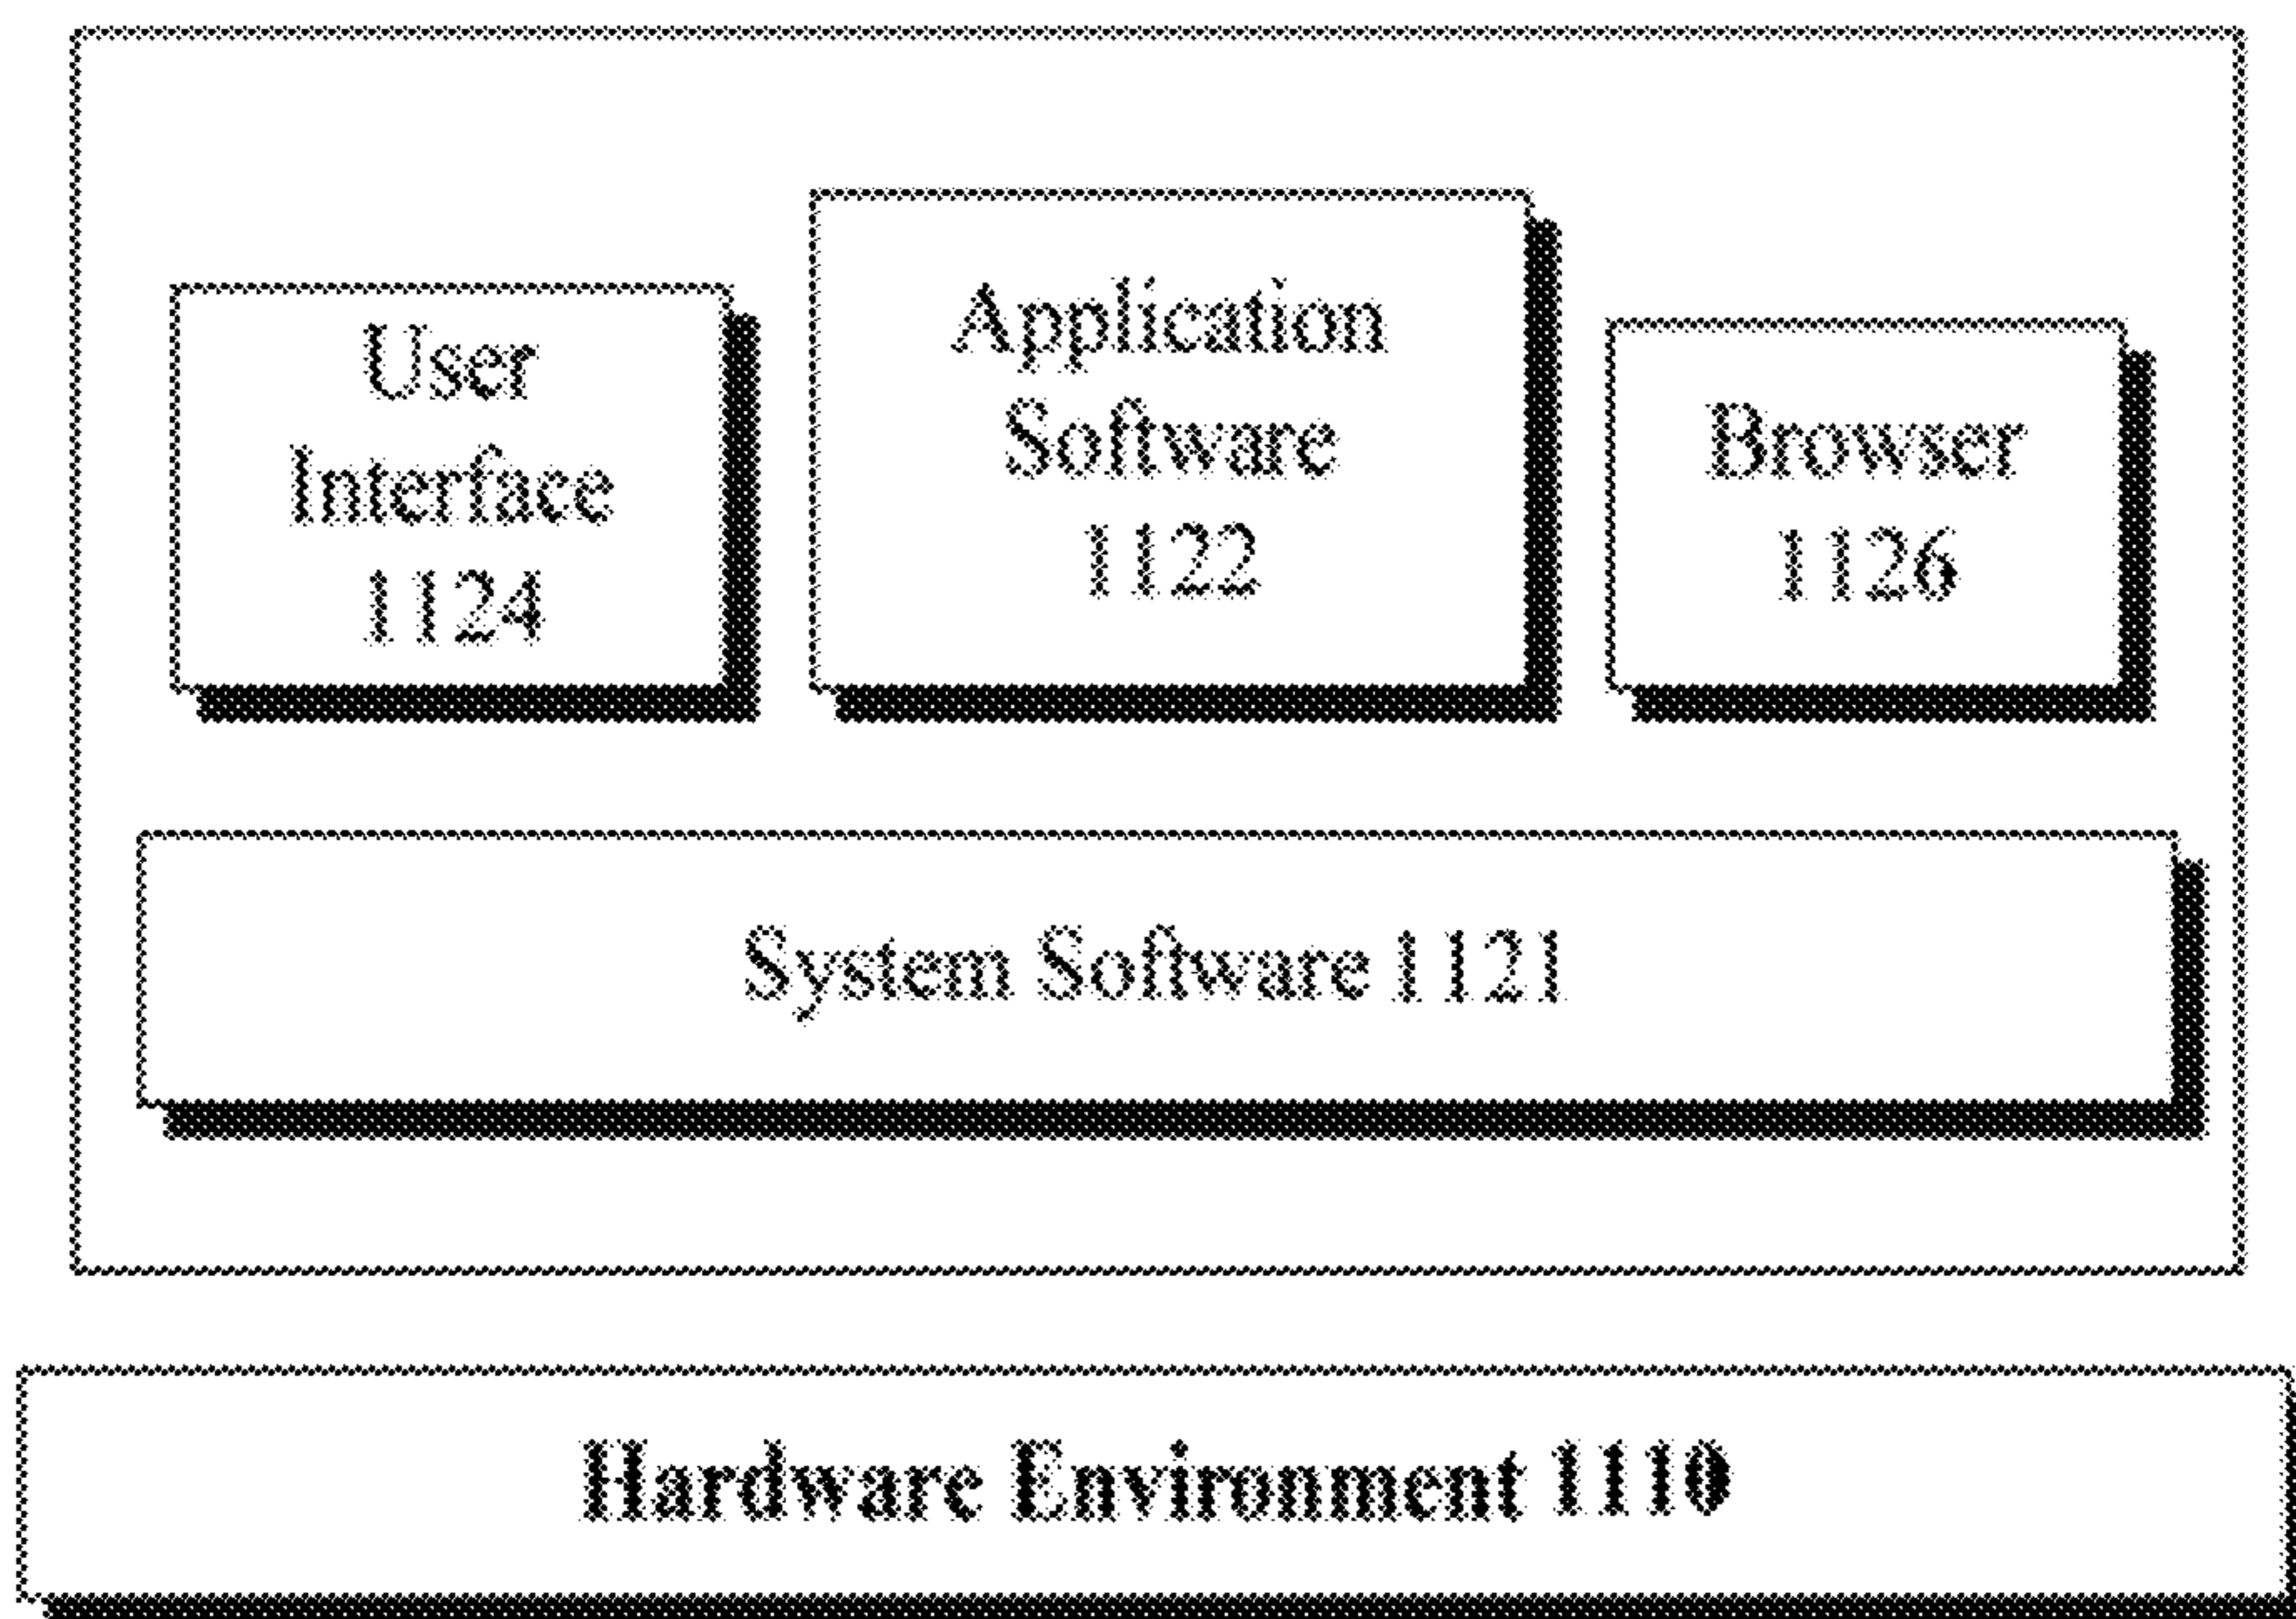 User
Interface
1124
Application
Software
1122
Browser
1126
System Software 1121
Hardware Environment 1110